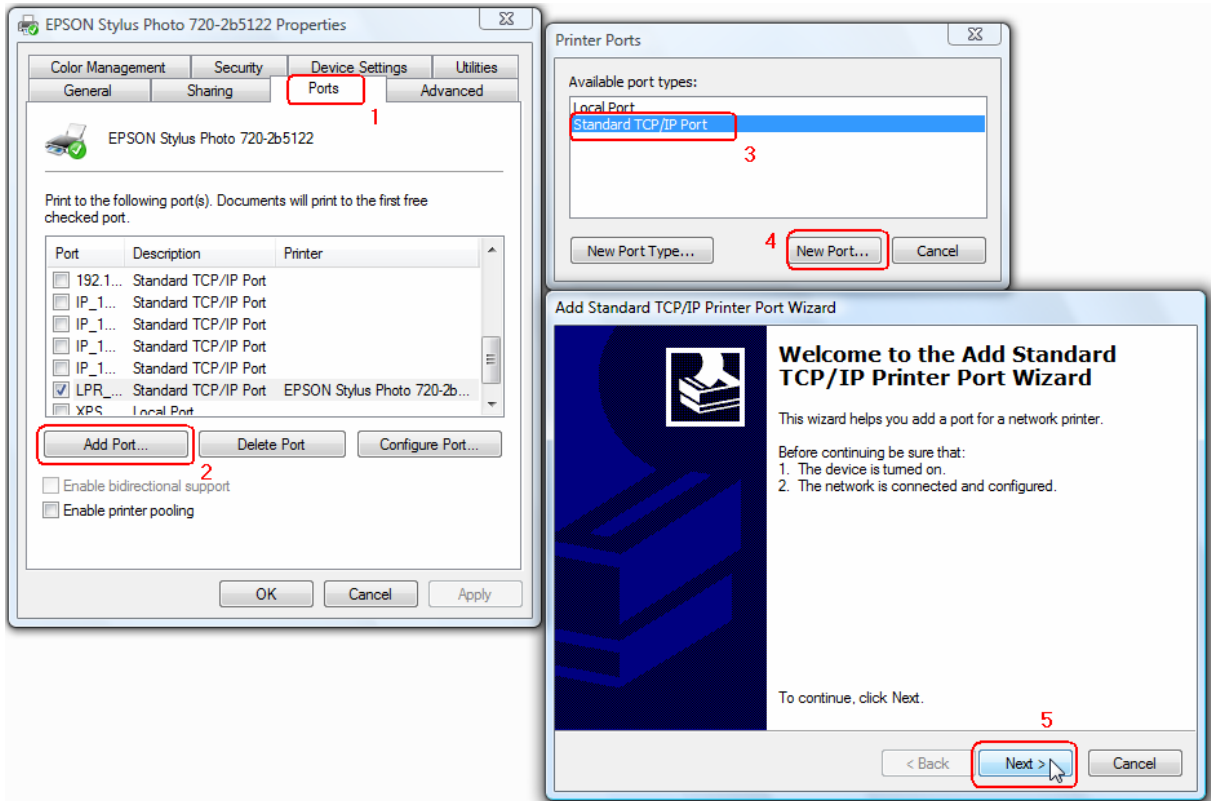 EPSON Stylus Photo 720-2b5122 Properties
Color Management Security Device Settings Utilities
General Sharing Ports Advanced
1
EPSON Stylus Photo 720-2b5122
Print to the following port(s). Documents will print to the first free
checked port.
Port Description Printer
192.1... Standard TCP/IP Port
IP_1... Standard TCP/IP Port
IP_1... Standard TCP/IP Port
IP_1... Standard TCP/IP Port
IP_1... Standard TCP/IP Port
LPR_... Standard TCP/IP Port EPSON Stylus Photo 720-2b...
XPS Local Port
Add Port... Delete Port Configure Port...
2
Enable bidirectional support
Enable printer pooling
OK Cancel Apply
Printer Ports
Available port types:
Local Port
Standard TCP/IP Port
3
4
New Port Type... New Port... Cancel
Add Standard TCP/IP Printer Port Wizard
Welcome to the Add Standard
TCP/IP Printer Port Wizard
This wizard helps you add a port for a network printer.
Before continuing be sure that:
1. The device is turned on.
2. The network is connected and configured.
To continue, click Next.
5
< Back Next > Cancel